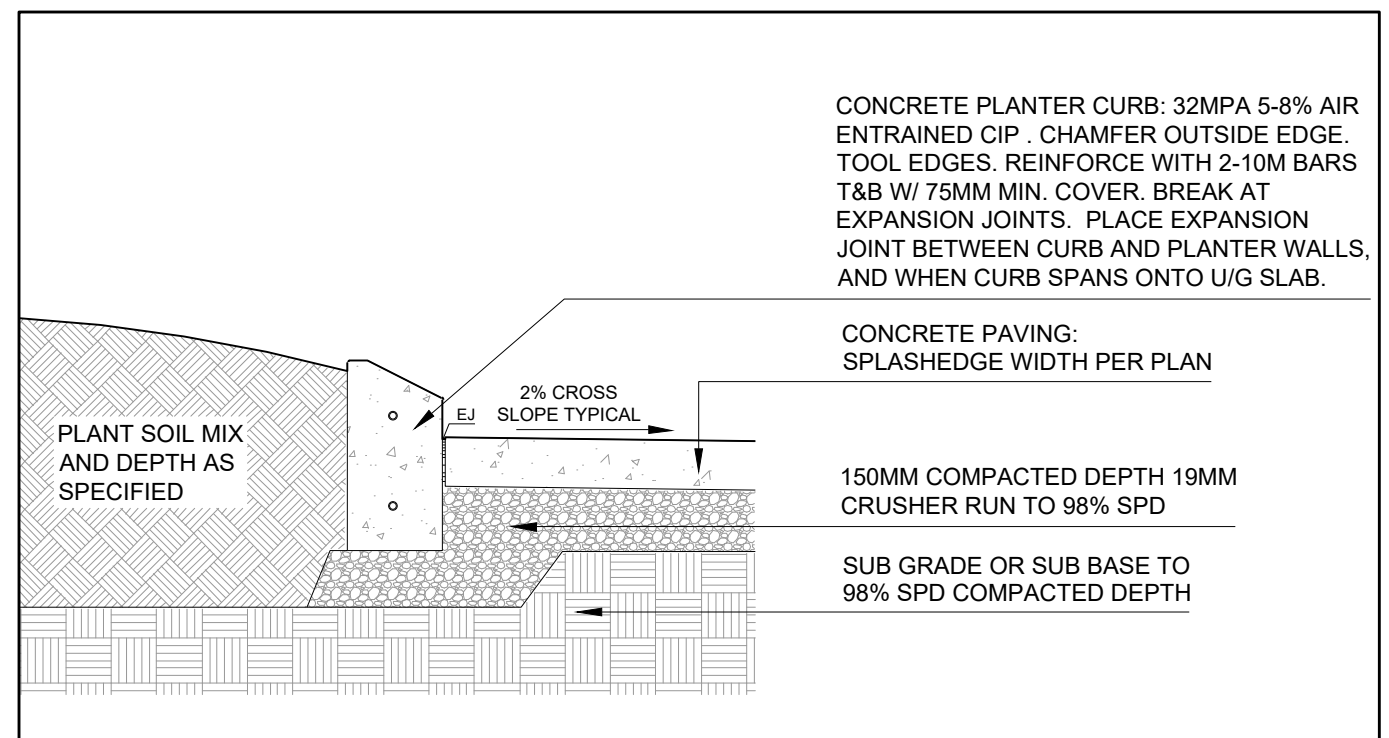 CONCRETE PLANTER CURB: 32MPA 5-8% AIR
ENTRAINED CIP . CHAMFER OUTSIDE EDGE.
TOOL EDGES. REINFORCE WITH 2-10M BARS
T&B W/ 75MM MIN. COVER. BREAK AT
EXPANSION JOINTS. PLACE EXPANSION
JOINT BETWEEN CURB AND PLANTER WALLS,
AND WHEN CURB SPANS ONTO U/G SLAB.
CONCRETE PAVING:
SPLASHEDGE WIDTH PER PLAN
2% CROSS
SLOPE TYPICAL
EJ
PLANT SOIL MIX
AND DEPTH AS
SPECIFIED
150MM COMPACTED DEPTH 19MM
CRUSHER RUN TO 98% SPD
SUB GRADE OR SUB BASE TO
98% SPD COMPACTED DEPTH